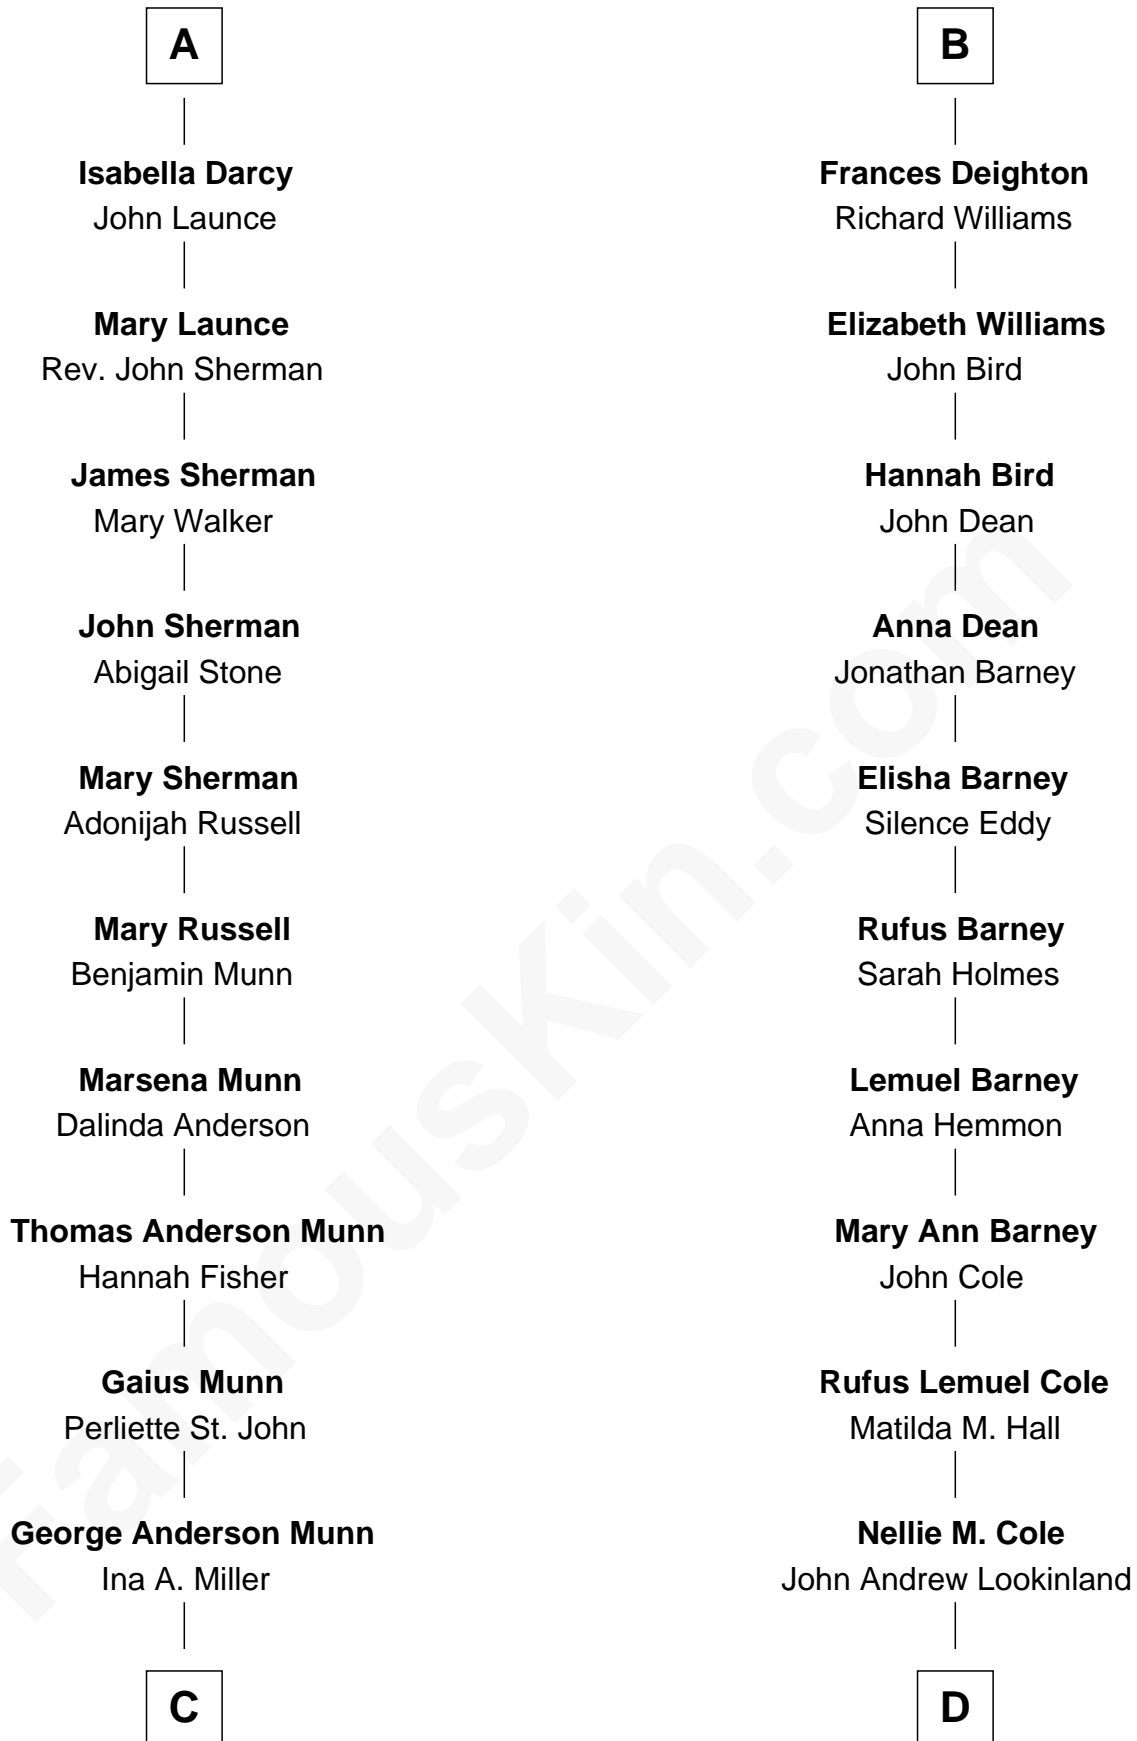 A
Isabella Darcy
John Launce
Mary Launce
Rev. John Sherman
James Sherman
Mary Walker
John Sherman
Abigail Stone
Mary Sherman
Adonijah Russell
Mary Russell
Benjamin Munn
Marsena Munn
Dalinda Anderson
Thomas Anderson Munn
Hannah Fisher
Gaius Munn
Perliette St. John
George Anderson Munn
Ina A. Miller
C
B
Frances Deighton
Richard Williams
Elizabeth Williams
John Bird
Hannah Bird
John Dean
Anna Dean
Jonathan Barney
Elisha Barney
Silence Eddy
Rufus Barney
Sarah Holmes
Lemuel Barney
Anna Hemmon
Mary Ann Barney
John Cole
Rufus Lemuel Cole
Matilda M. Hall
Nellie M. Cole
John Andrew Lookinland
D
FamousKin.com